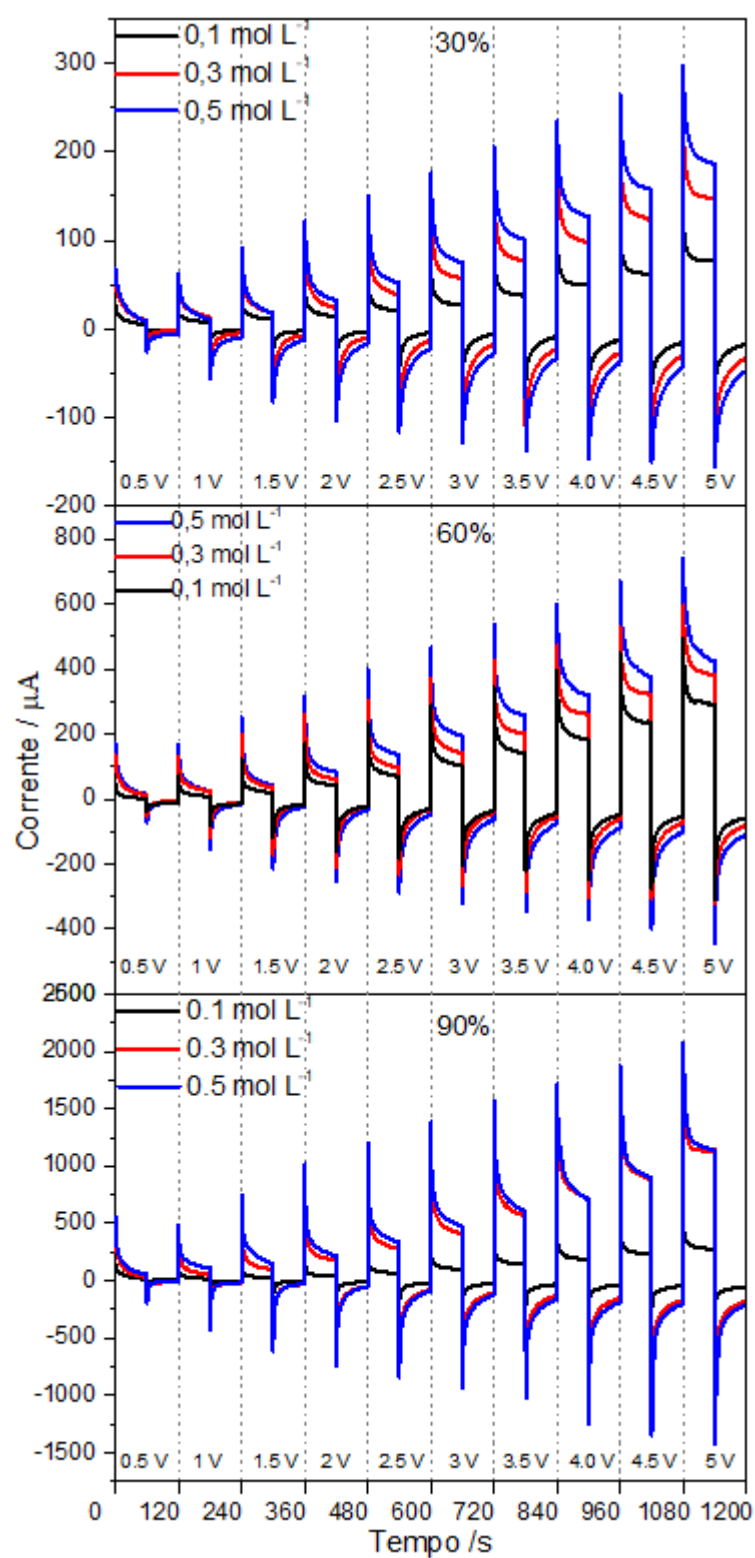 0,1 mol L⁻¹
0,3 mol L⁻¹
0,5 mol L⁻¹
30%
300
200
100
0
-100
-200
0.5 V 1 V 1.5 V 2 V 2.5 V 3 V 3.5 V 4.0 V 4.5 V 5 V
0,5 mol L⁻¹
0,3 mol L⁻¹
0,1 mol L⁻¹
60%
800
600
400
200
0
-200
-400
Corrente / μA
0.5 V 1 V 1.5 V 2 V 2.5 V 3 V 3.5 V 4.0 V 4.5 V 5 V
0.1 mol L⁻¹
0.3 mol L⁻¹
0.5 mol L⁻¹
90%
2000
1500
1000
500
0
-500
-1000
-1500
0.5 V 1 V 1.5 V 2 V 2.5 V 3 V 3.5 V 4.0 V 4.5 V 5 V
0 120 240 360 480 600 720 840 960 1080 1200
Tempo /s